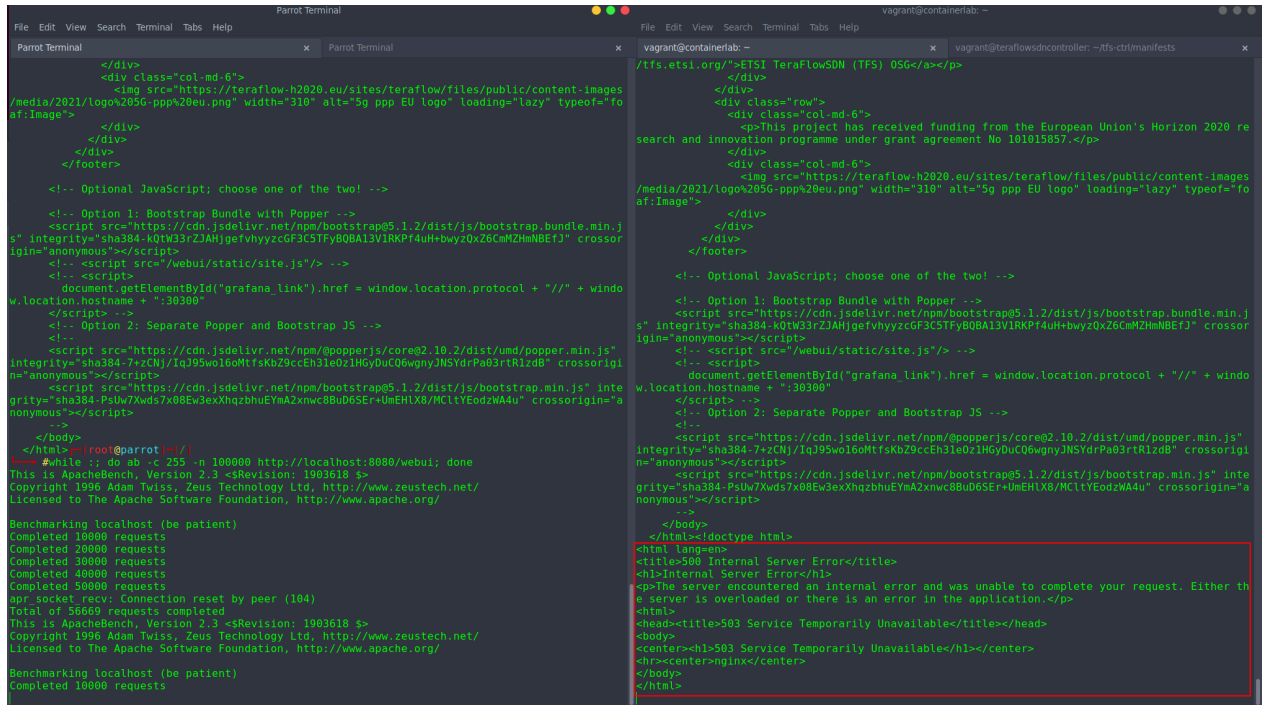 Parrot Terminal
File Edit View Search Terminal Tabs Help
Parrot Terminal × Parrot Terminal ×
</div>
<div class="col-md-6">
<img src="https://teraflow-h2020.eu/sites/teraflow/files/public/content-images
/media/2021/logo%205G-ppp%20eu.png" width="310" alt="5g ppp EU logo" loading="lazy" typeof="fo
af:Image">
</div>
</div>
</div>
</footer>
<!-- Optional JavaScript; choose one of the two! -->
<!-- Option 1: Bootstrap Bundle with Popper -->
<script src="https://cdn.jsdelivr.net/npm/bootstrap@5.1.2/dist/js/bootstrap.bundle.min.j
s" integrity="sha384-kQtW33rZJAHjgefvhyyzcGF3C5TFyBQBA13V1RKPf4uH+bwyzQxZ6CmMZHmNBEfJ" crossor
igin="anonymous"></script>
<!-- <script src="/webui/static/site.js"/> -->
<!-- <script>
document.getElementById("grafana_link").href = window.location.protocol + "//" + windo
w.location.hostname + ":30300"
</script> -->
<!-- Option 2: Separate Popper and Bootstrap JS -->
<!--
<script src="https://cdn.jsdelivr.net/npm/@popperjs/core@2.10.2/dist/umd/popper.min.js"
integrity="sha384-7+zCNj/IqJ95wo16oMtfsKbZ9ccEh31eOz1HGyDuCQ6wgnyJNSYdrPa03rtR1zdB" crossorigi
n="anonymous"></script>
<script src="https://cdn.jsdelivr.net/npm/bootstrap@5.1.2/dist/js/bootstrap.min.js" inte
grity="sha384-PsUw7Xwds7x08Ew3exXhqzbhuEYmA2xnwc8BuD6SEr+UmEHlX8/MCltYEodzWA4u" crossorigin="a
nonymous"></script>
-->
</body>
</html>┌─[root@parrot]─[/]
└──╼ #while :; do ab -c 255 -n 100000 http://localhost:8080/webui; done
This is ApacheBench, Version 2.3 <$Revision: 1903618 $>
Copyright 1996 Adam Twiss, Zeus Technology Ltd, http://www.zeustech.net/
Licensed to The Apache Software Foundation, http://www.apache.org/
Benchmarking localhost (be patient)
Completed 10000 requests
Completed 20000 requests
Completed 30000 requests
Completed 40000 requests
Completed 50000 requests
apr_socket_recv: Connection reset by peer (104)
Total of 56669 requests completed
This is ApacheBench, Version 2.3 <$Revision: 1903618 $>
Copyright 1996 Adam Twiss, Zeus Technology Ltd, http://www.zeustech.net/
Licensed to The Apache Software Foundation, http://www.apache.org/
Benchmarking localhost (be patient)
Completed 10000 requests
vagrant@containerlab: ~
File Edit View Search Terminal Tabs Help
vagrant@containerlab: ~ × vagrant@teraflowsdncontroller: ~/tfs-ctrl/manifests ×
/tfs.etsi.org/">ETSI TeraFlowSDN (TFS) OSG</a></p>
</div>
</div>
<div class="row">
<div class="col-md-6">
<p>This project has received funding from the European Union's Horizon 2020 re
search and innovation programme under grant agreement No 101015857.</p>
</div>
<div class="col-md-6">
<img src="https://teraflow-h2020.eu/sites/teraflow/files/public/content-images
/media/2021/logo%205G-ppp%20eu.png" width="310" alt="5g ppp EU logo" loading="lazy" typeof="fo
af:Image">
</div>
</div>
</div>
</footer>
<!-- Optional JavaScript; choose one of the two! -->
<!-- Option 1: Bootstrap Bundle with Popper -->
<script src="https://cdn.jsdelivr.net/npm/bootstrap@5.1.2/dist/js/bootstrap.bundle.min.j
s" integrity="sha384-kQtW33rZJAHjgefvhyyzcGF3C5TFyBQBA13V1RKPf4uH+bwyzQxZ6CmMZHmNBEfJ" crossor
igin="anonymous"></script>
<!-- <script src="/webui/static/site.js"/> -->
<!-- <script>
document.getElementById("grafana_link").href = window.location.protocol + "//" + windo
w.location.hostname + ":30300"
</script> -->
<!-- Option 2: Separate Popper and Bootstrap JS -->
<!--
<script src="https://cdn.jsdelivr.net/npm/@popperjs/core@2.10.2/dist/umd/popper.min.js"
integrity="sha384-7+zCNj/IqJ95wo16oMtfsKbZ9ccEh31eOz1HGyDuCQ6wgnyJNSYdrPa03rtR1zdB" crossorigi
n="anonymous"></script>
<script src="https://cdn.jsdelivr.net/npm/bootstrap@5.1.2/dist/js/bootstrap.min.js" inte
grity="sha384-PsUw7Xwds7x08Ew3exXhqzbhuEYmA2xnwc8BuD6SEr+UmEHlX8/MCltYEodzWA4u" crossorigin="a
nonymous"></script>
-->
</body>
</html><!doctype html>
<html lang=en>
<title>500 Internal Server Error</title>
<h1>Internal Server Error</h1>
<p>The server encountered an internal error and was unable to complete your request. Either th
e server is overloaded or there is an error in the application.</p>
<html>
<head><title>503 Service Temporarily Unavailable</title></head>
<body>
<center><h1>503 Service Temporarily Unavailable</h1></center>
<hr><center>nginx</center>
</body>
</html>